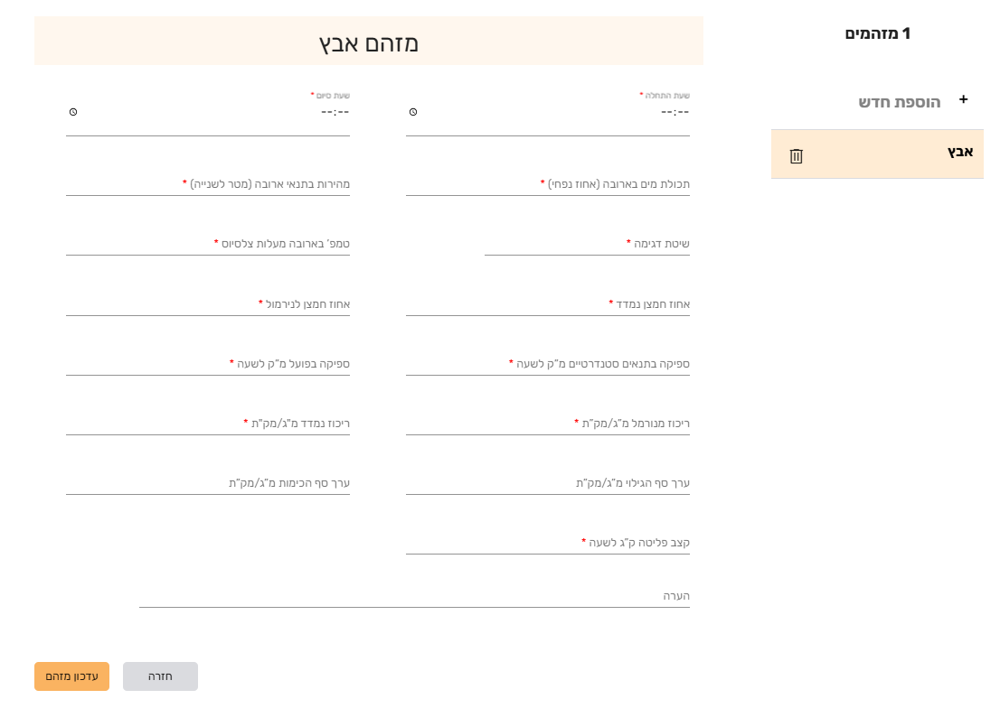 1 מזהמים
+ הוספת חדש
אבץ
מזהם אבץ
שעת התחלה *
--:--
שעת סיום *
--:--
תכולת מים בארובה (אחוז נפחי) *
מהירות בתנאי ארובה (מטר לשנייה) *
שיטת דגימה *
טמפ' בארובה מעלות צלסיוס *
אחוז חמצן נמדד *
אחוז חמצן לנירמול *
ספיקה בתנאים סטנדרטיים מ"ק לשעה *
ספיקה בפועל מ"ק לשעה *
ריכוז מנורמל מ"ג/מק"ת *
ריכוז נמדד מ"ג/מק"ת *
ערך סף הגילוי מ"ג/מק"ת
ערך סף הכימות מ"ג/מק"ת
קצב פליטה ק"ג לשעה *
הערה
חזרה
עדכון מזהם